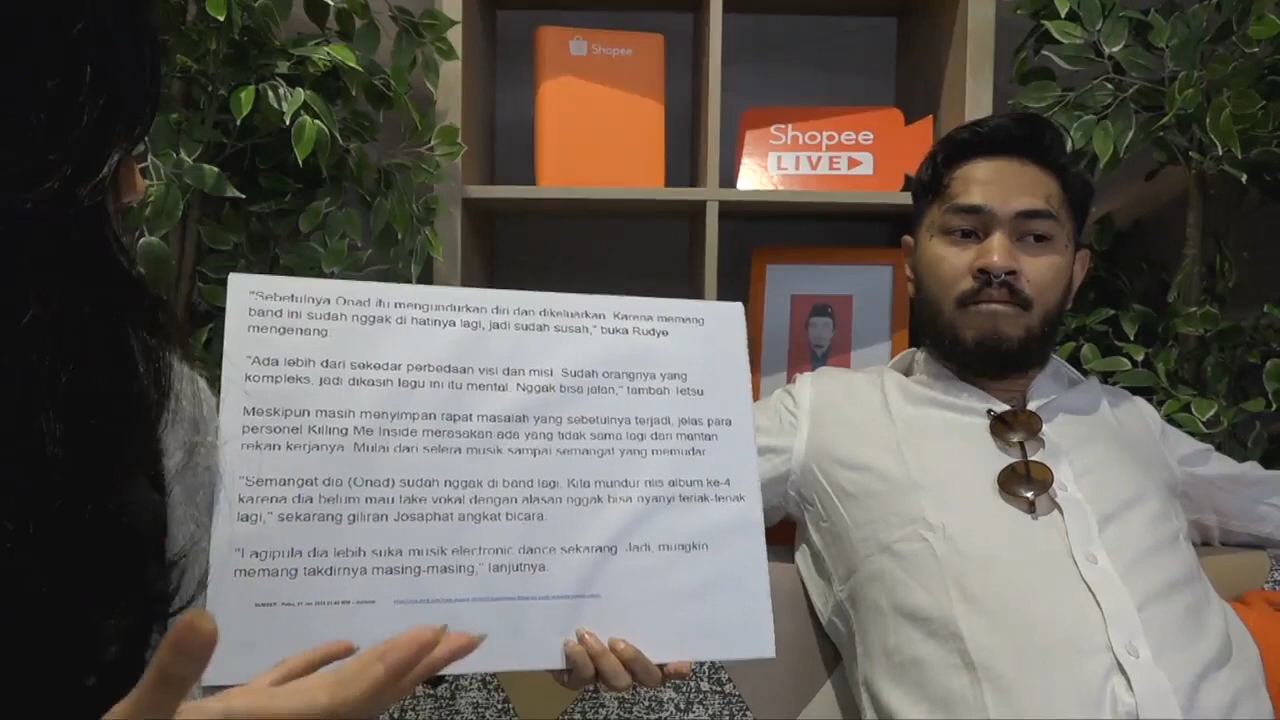 Shopee
Shopee
LIVE
"Sebetulnya Onad itu mengundurkan diri dan dikeluarkan. Karena memang
band ini sudah nggak di hatinya lagi, jadi sudah susah," buka Rudye
mengenang.
"Ada lebih dari sekedar perbedaan visi dan misi. Sudah orangnya yang
kompleks, jadi dikasih lagu ini itu mental. Nggak bisa jalan," tambah Tetsu
Meskipun masih menyimpan rapat masalah yang sebetulnya terjadi, jelas para
personel Killing Me Inside merasakan ada yang tidak sama lagi dari mantan
rekan kerjanya. Mulai dari selera musik sampai semangat yang memudar.
"Semangat dia (Onad) sudah nggak di band lagi. Kita mundur rilis album ke-4
karena dia belum mau take vokal dengan alasan nggak bisa nyanyi teriak-teriak
lagi," sekarang giliran Josaphat angkat bicara.
"Lagipula dia lebih suka musik electronic dance sekarang. Jadi, mungkin
memang takdirnya masing-masing," lanjutnya.